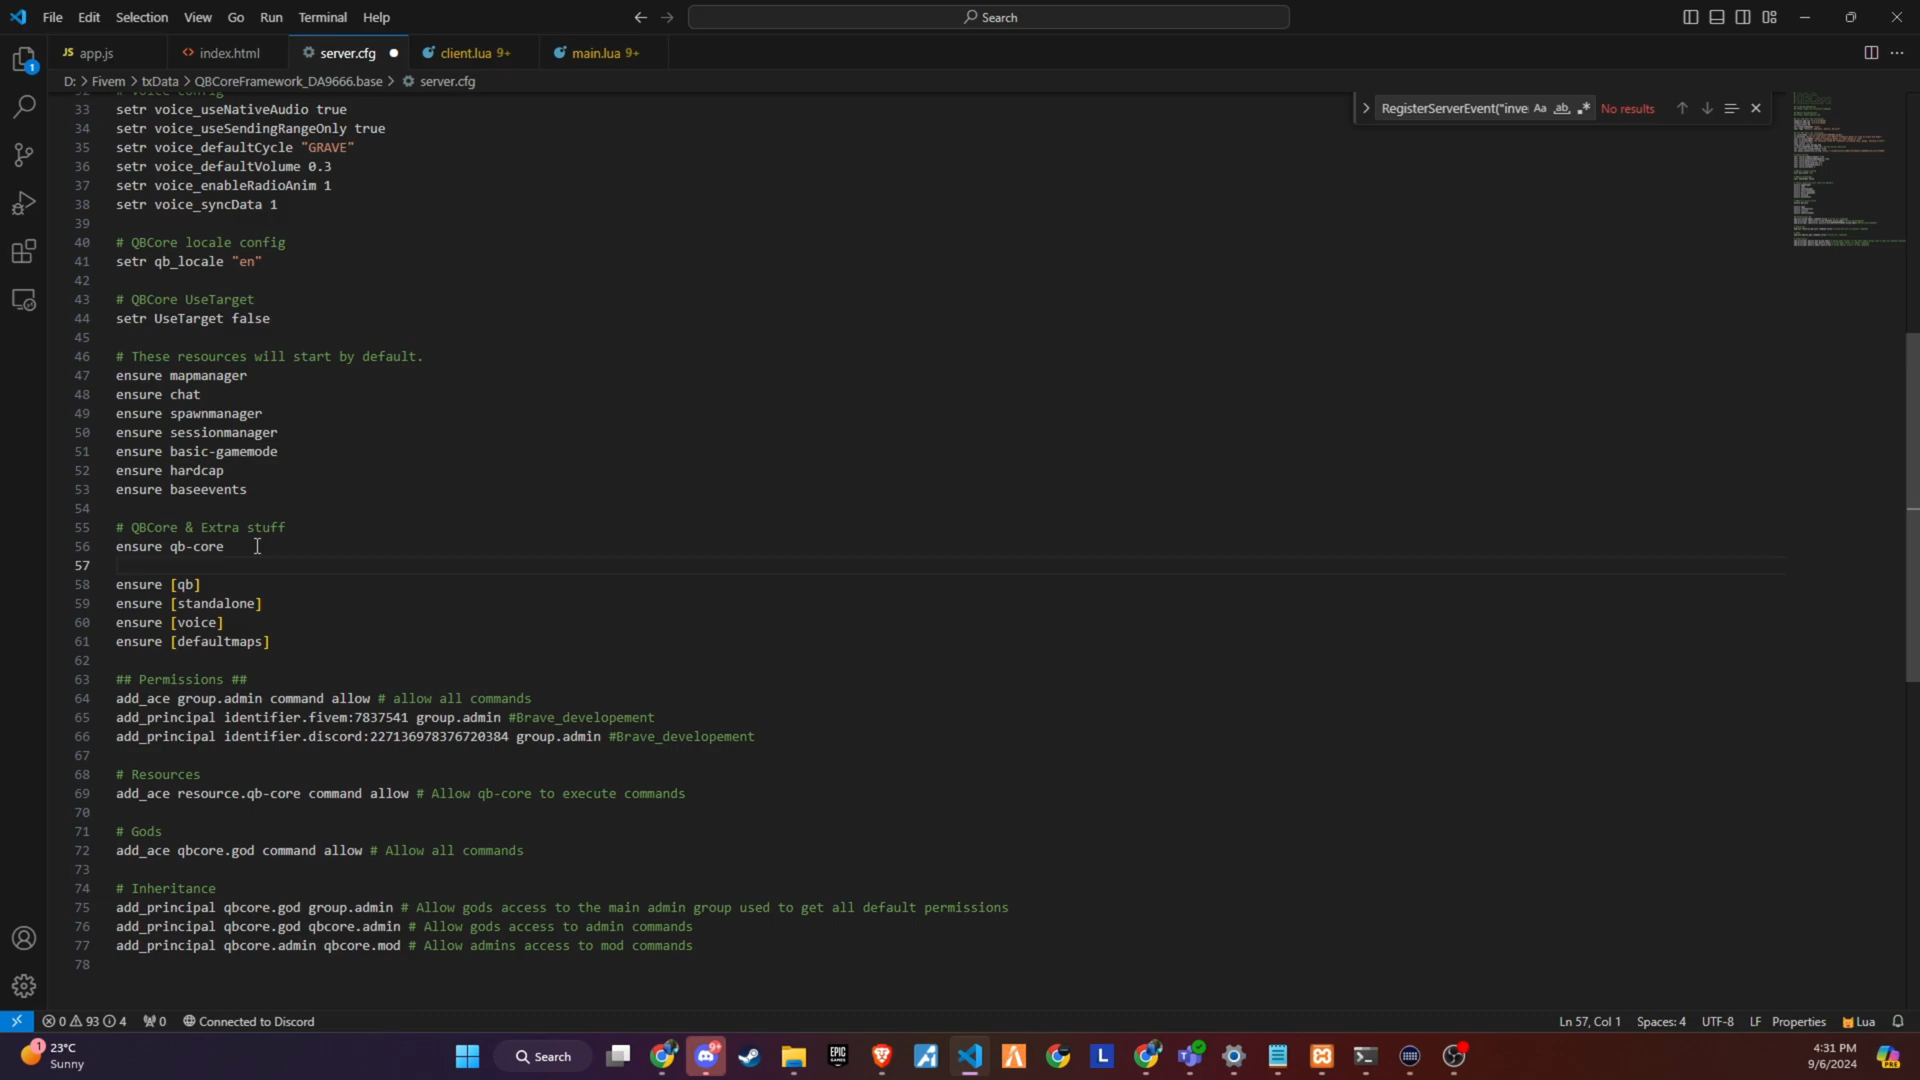 File Edit Selection View Go Run Terminal Help
Search
JS app.js
<> index.html
server.cfg
client.lua 9+
main.lua 9+
D: > Fivem > txData > QBCoreFramework_DA9666.base > server.cfg
RegisterServerEvent("inve Aa ab No results
32 # Voice config
33 setr voice_useNativeAudio true
34 setr voice_useSendingRangeOnly true
35 setr voice_defaultCycle "GRAVE"
36 setr voice_defaultVolume 0.3
37 setr voice_enableRadioAnim 1
38 setr voice_syncData 1
39
40 # QBCore locale config
41 setr qb_locale "en"
42
43 # QBCore UseTarget
44 setr UseTarget false
45
46 # These resources will start by default.
47 ensure mapmanager
48 ensure chat
49 ensure spawnmanager
50 ensure sessionmanager
51 ensure basic-gamemode
52 ensure hardcap
53 ensure baseevents
54
55 # QBCore & Extra stuff
56 ensure qb-core
57
58 ensure [qb]
59 ensure [standalone]
60 ensure [voice]
61 ensure [defaultmaps]
62
63 ## Permissions ##
64 add_ace group.admin command allow # allow all commands
65 add_principal identifier.fivem:7837541 group.admin #Brave_developement
66 add_principal identifier.discord:227136978376720384 group.admin #Brave_developement
67
68 # Resources
69 add_ace resource.qb-core command allow # Allow qb-core to execute commands
70
71 # Gods
72 add_ace qbcore.god command allow # Allow all commands
73
74 # Inheritance
75 add_principal qbcore.god group.admin # Allow gods access to the main admin group used to get all default permissions
76 add_principal qbcore.god qbcore.admin # Allow gods access to admin commands
77 add_principal qbcore.admin qbcore.mod # Allow admins access to mod commands
78
0 93 4 0 Connected to Discord
Ln 57, Col 1 Spaces: 4 UTF-8 LF Properties Lua
1 23°C
Sunny
Search
EPIC GAMES
L
4:31 PM
9/6/2024
PRE